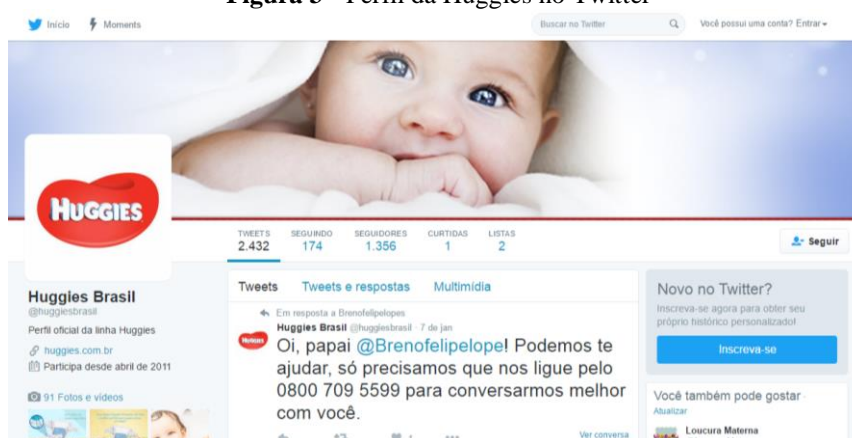 Figura 3 - Perfil da Huggies no Twitter
Início Moments Buscar no Twitter Você possui uma conta? Entrar
HUGGIES
TWEETS SEGUINDO SEGUIDORES CURTIDAS LISTAS
2.432 174 1.356 1 2
Seguir
Huggies Brasil
@huggiesbrasil
Perfil oficial da linha Huggies
huggies.com.br
Participa desde abril de 2011
91 Fotos e vídeos
Tweets Tweets e respostas Multimídia
Em resposta a Brenofelipelopes
Huggies Brasil @huggiesbrasil · 7 de jan
HUGGIES
Oi, papai @Brenofelipelope! Podemos te
ajudar, só precisamos que nos ligue pelo
0800 709 5599 para conversarmos melhor
com você.
Ver conversa
Novo no Twitter?
Inscreva-se agora para obter seu
próprio histórico personalizado!
Inscreva-se
Você também pode gostar ·
Atualizar
Loucura Materna